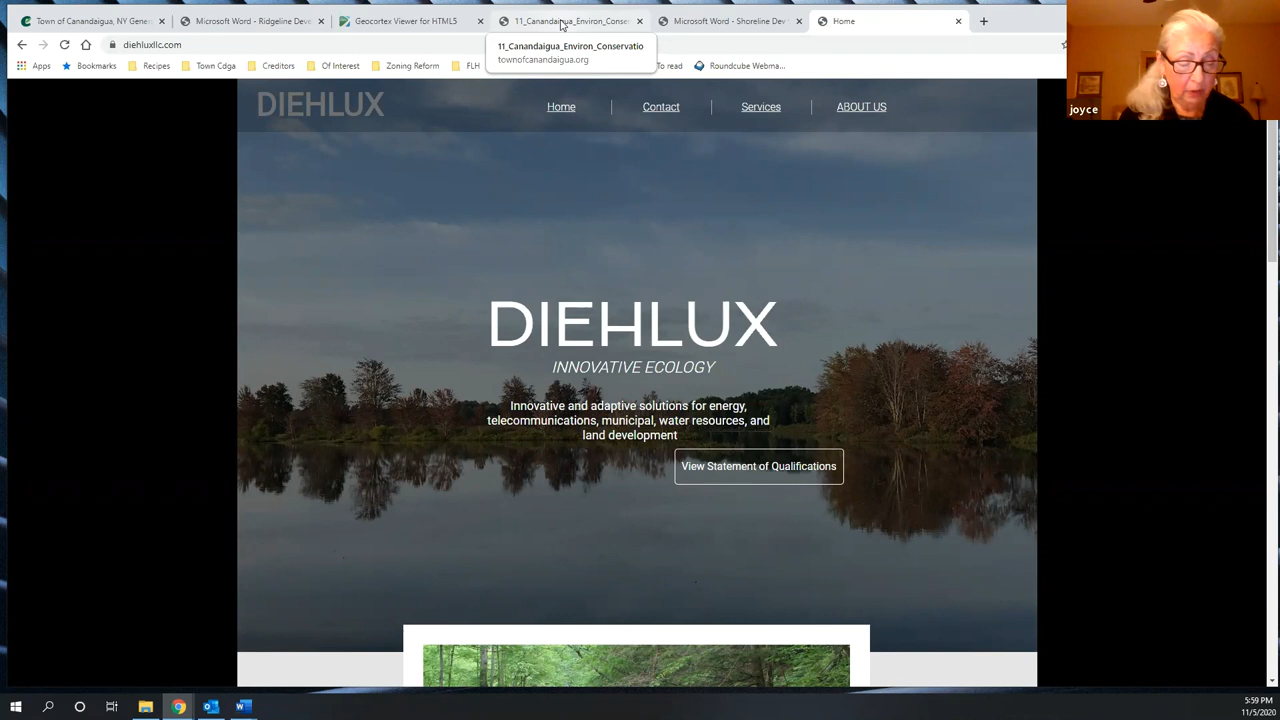 Town of Canandaigua, NY Gener
Microsoft Word - Ridgeline Deve
Geocortex Viewer for HTML5
11_Canandaigua_Environ_Conser
Microsoft Word - Shoreline Dev
Home
diehluxllc.com
11_Canandaigua_Environ_Conservatio
townofcanandaigua.org
Apps
Bookmarks
Recipes
Town Cdga
Creditors
Of Interest
Zoning Reform
FLH
To read
Roundcube Webma...
joyce
DIEHLUX
Home
Contact
Services
ABOUT US
DIEHLUX
INNOVATIVE ECOLOGY
Innovative and adaptive solutions for energy,
telecommunications, municipal, water resources, and
land development
View Statement of Qualifications
5:59 PM
11/5/2020